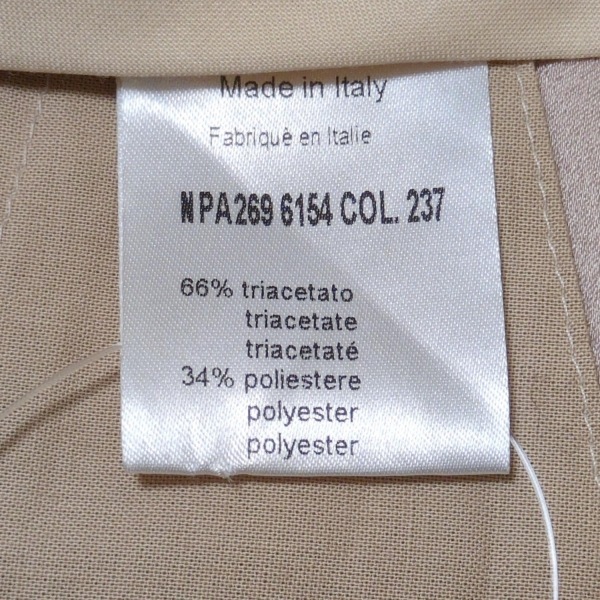 Made in Italy
Fabriquè en Italie
NPA269 6154 COL. 237
66% triacetato
triacetate
triacetaté
34% poliestere
polyester
polyester